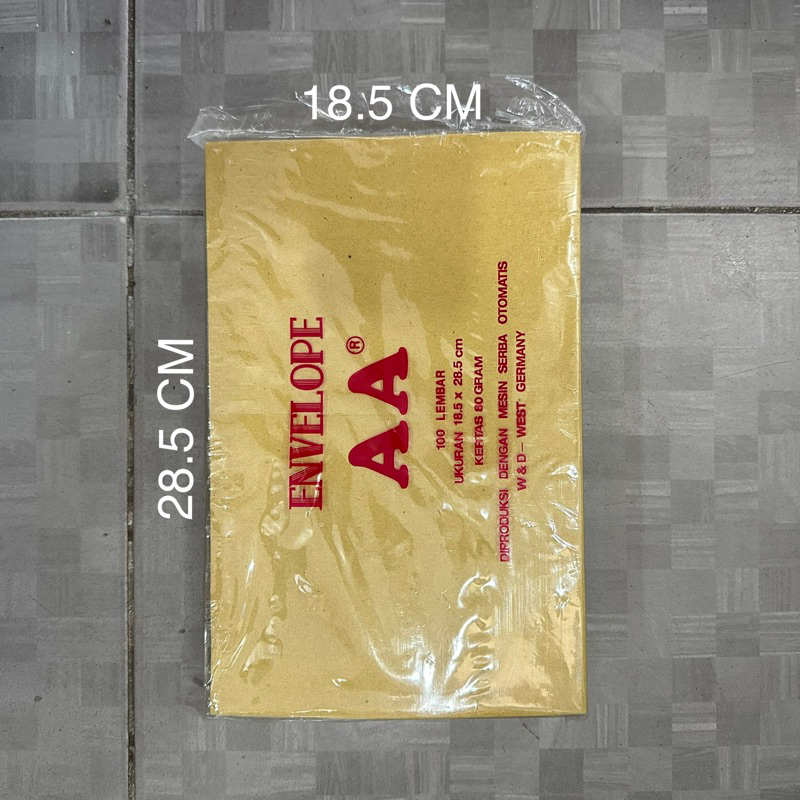 18.5 CM
28.5 CM
ENVELOPE
AA®
100 LEMBAR
UKURAN 18.5 x 28.5 cm
KERTAS 80 GRAM
DIPRODUKSI DENGAN MESIN SERBA OTOMATIS
W & D – WEST GERMANY